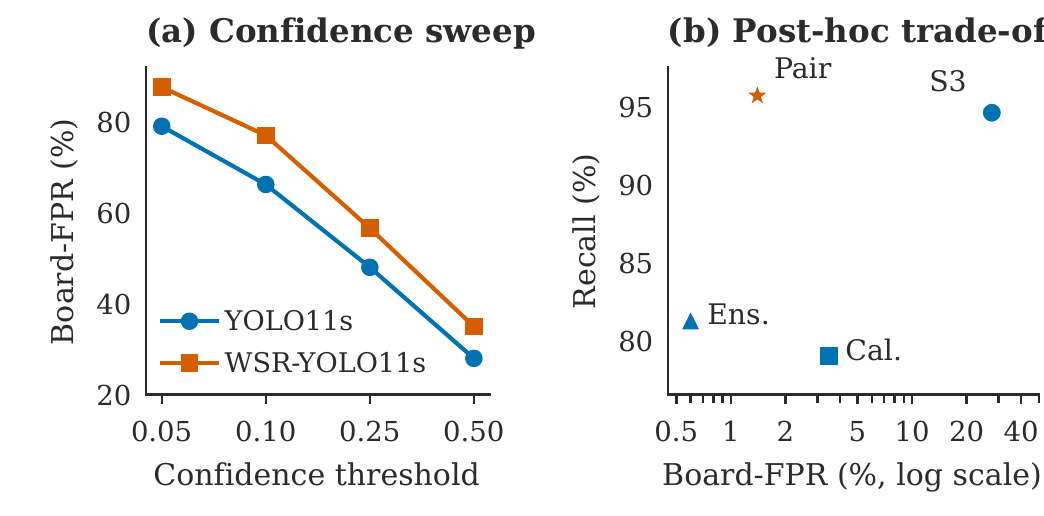 (a) Confidence sweep
Board-FPR (%)
80
60
40
20
YOLO11s
WSR-YOLO11s
0.05 0.10 0.25 0.50
Confidence threshold
(b) Post-hoc trade-of
Recall (%)
95
90
85
80
Pair
S3
Ens.
Cal.
0.5 1 2 5 10 20 40
Board-FPR (%, log scale)